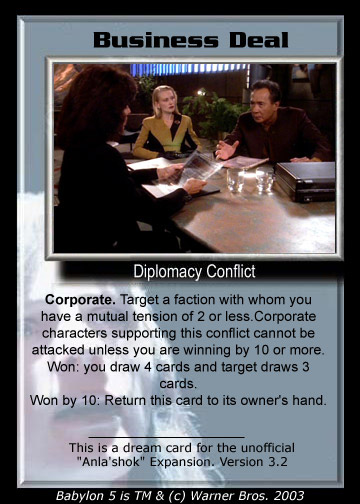 Business Deal
Diplomacy Conflict
Corporate. Target a faction with whom you
have a mutual tension of 2 or less.Corporate
characters supporting this conflict cannot be
attacked unless you are winning by 10 or more.
Won: you draw 4 cards and target draws 3
cards.
Won by 10: Return this card to its owner's hand.
This is a dream card for the unofficial
"Anla'shok" Expansion. Version 3.2
Babylon 5 is TM & (c) Warner Bros. 2003